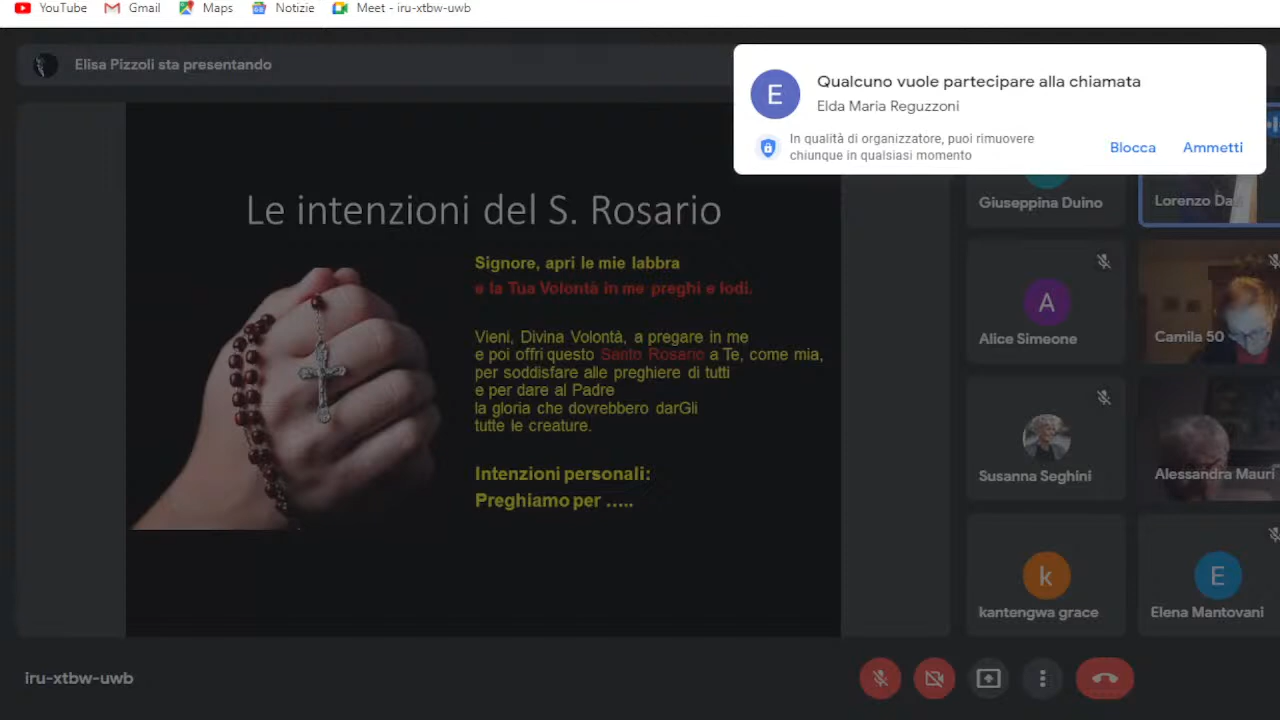 YouTube Gmail Maps Notizie Meet - iru-xtbw-uwb
Elisa Pizzoli sta presentando
E
Qualcuno vuole partecipare alla chiamata
Elda Maria Reguzzoni
In qualità di organizzatore, puoi rimuovere
chiunque in qualsiasi momento
Blocca Ammetti
Le intenzioni del S. Rosario
Signore, apri le mie labbra
e la Tua Volontà in me preghi e lodi.
Vieni, Divina Volontà, a pregare in me
e poi offri questo Santo Rosario a Te, come mia,
per soddisfare alle preghiere di tutti
e per dare al Padre
la gloria che dovrebbero darGli
tutte le creature.
Intenzioni personali:
Preghiamo per …..
Giuseppina Duino
Lorenzo
A
Alice Simeone
Camila 50
Susanna Seghini
Alessandra Mauri
k
kantengwa grace
E
Elena Mantovani
iru-xtbw-uwb